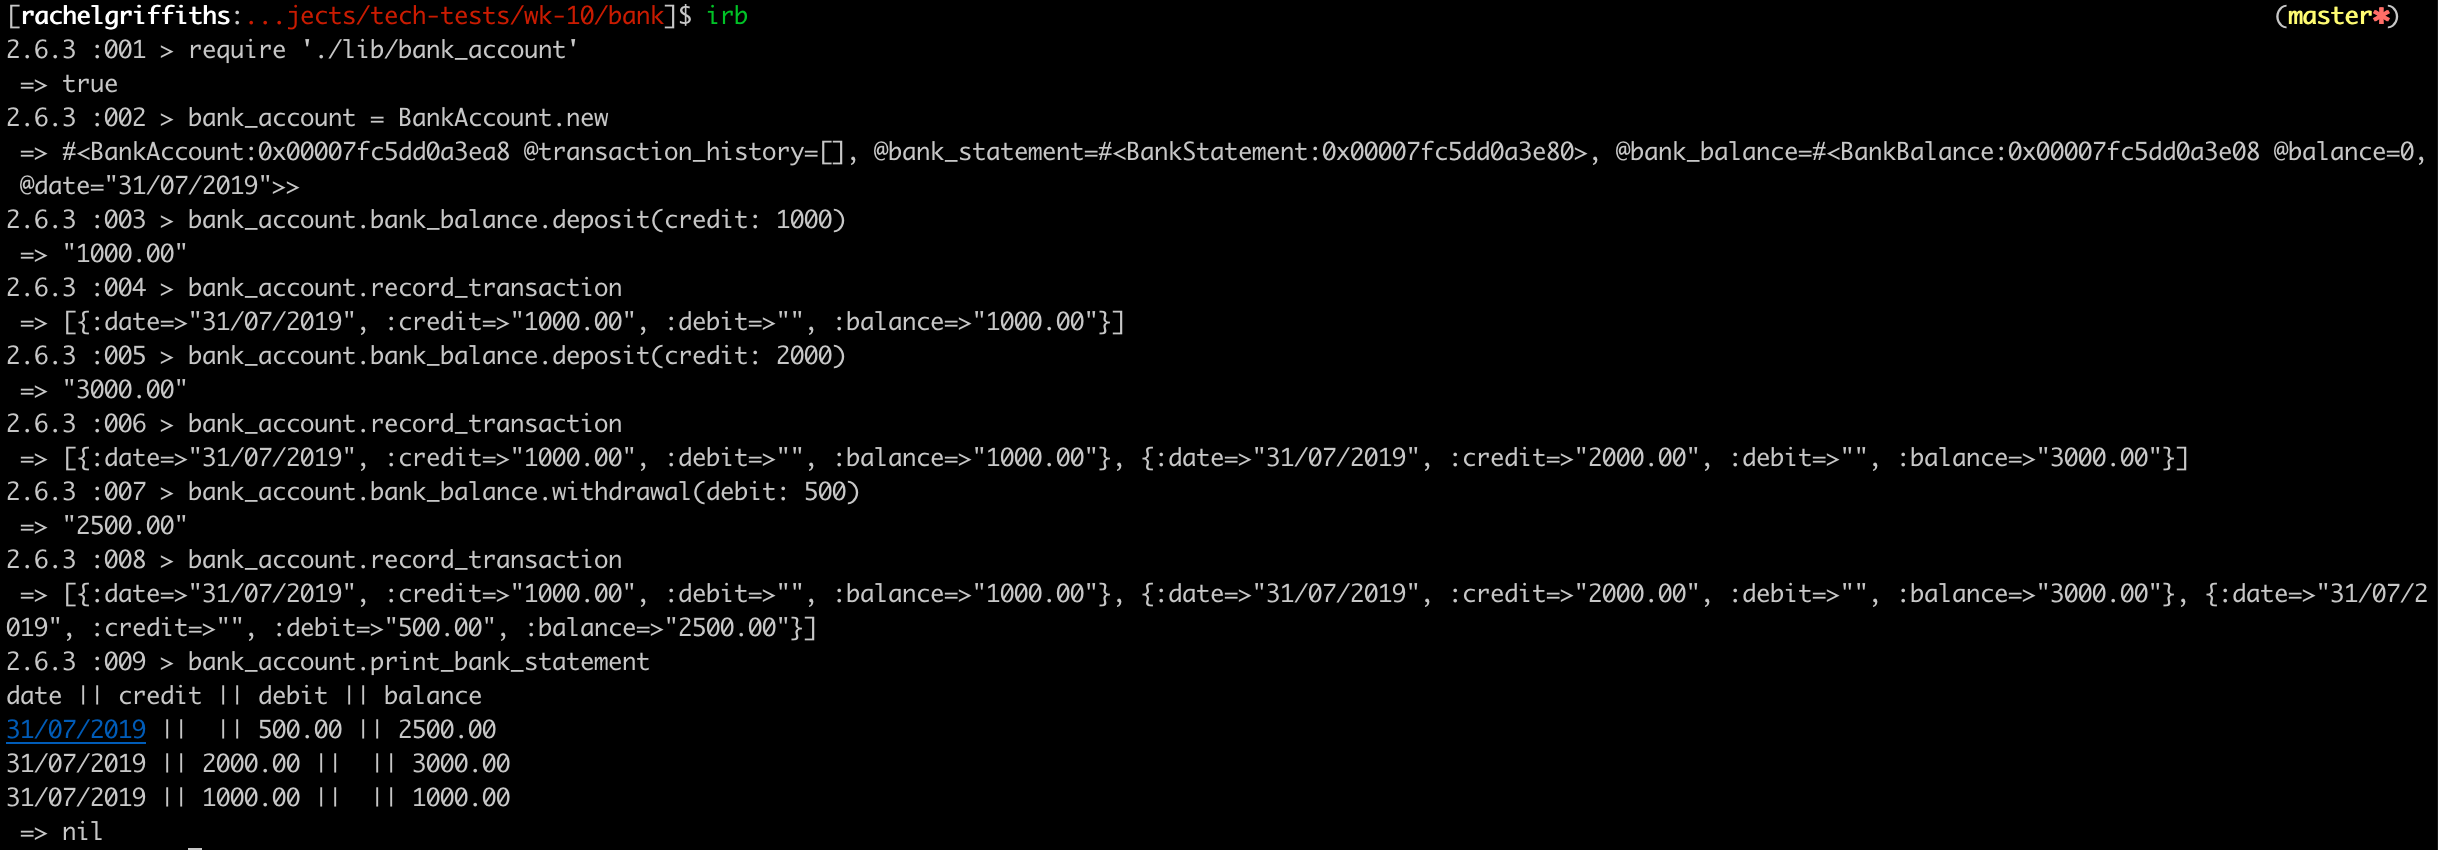 [rachelgriffiths:...jects/tech-tests/wk-10/bank]$ irb (master✱)
2.6.3 :001 > require './lib/bank_account'
 => true
2.6.3 :002 > bank_account = BankAccount.new
 => #<BankAccount:0x00007fc5dd0a3ea8 @transaction_history=[], @bank_statement=#<BankStatement:0x00007fc5dd0a3e80>, @bank_balance=#<BankBalance:0x00007fc5dd0a3e08 @balance=0,
 @date="31/07/2019">>
2.6.3 :003 > bank_account.bank_balance.deposit(credit: 1000)
 => "1000.00"
2.6.3 :004 > bank_account.record_transaction
 => [{:date=>"31/07/2019", :credit=>"1000.00", :debit=>"", :balance=>"1000.00"}]
2.6.3 :005 > bank_account.bank_balance.deposit(credit: 2000)
 => "3000.00"
2.6.3 :006 > bank_account.record_transaction
 => [{:date=>"31/07/2019", :credit=>"1000.00", :debit=>"", :balance=>"1000.00"}, {:date=>"31/07/2019", :credit=>"2000.00", :debit=>"", :balance=>"3000.00"}]
2.6.3 :007 > bank_account.bank_balance.withdrawal(debit: 500)
 => "2500.00"
2.6.3 :008 > bank_account.record_transaction
 => [{:date=>"31/07/2019", :credit=>"1000.00", :debit=>"", :balance=>"1000.00"}, {:date=>"31/07/2019", :credit=>"2000.00", :debit=>"", :balance=>"3000.00"}, {:date=>"31/07/2
019", :credit=>"", :debit=>"500.00", :balance=>"2500.00"}]
2.6.3 :009 > bank_account.print_bank_statement
date || credit || debit || balance
31/07/2019 ||  || 500.00 || 2500.00
31/07/2019 || 2000.00 ||  || 3000.00
31/07/2019 || 1000.00 ||  || 1000.00
 => nil